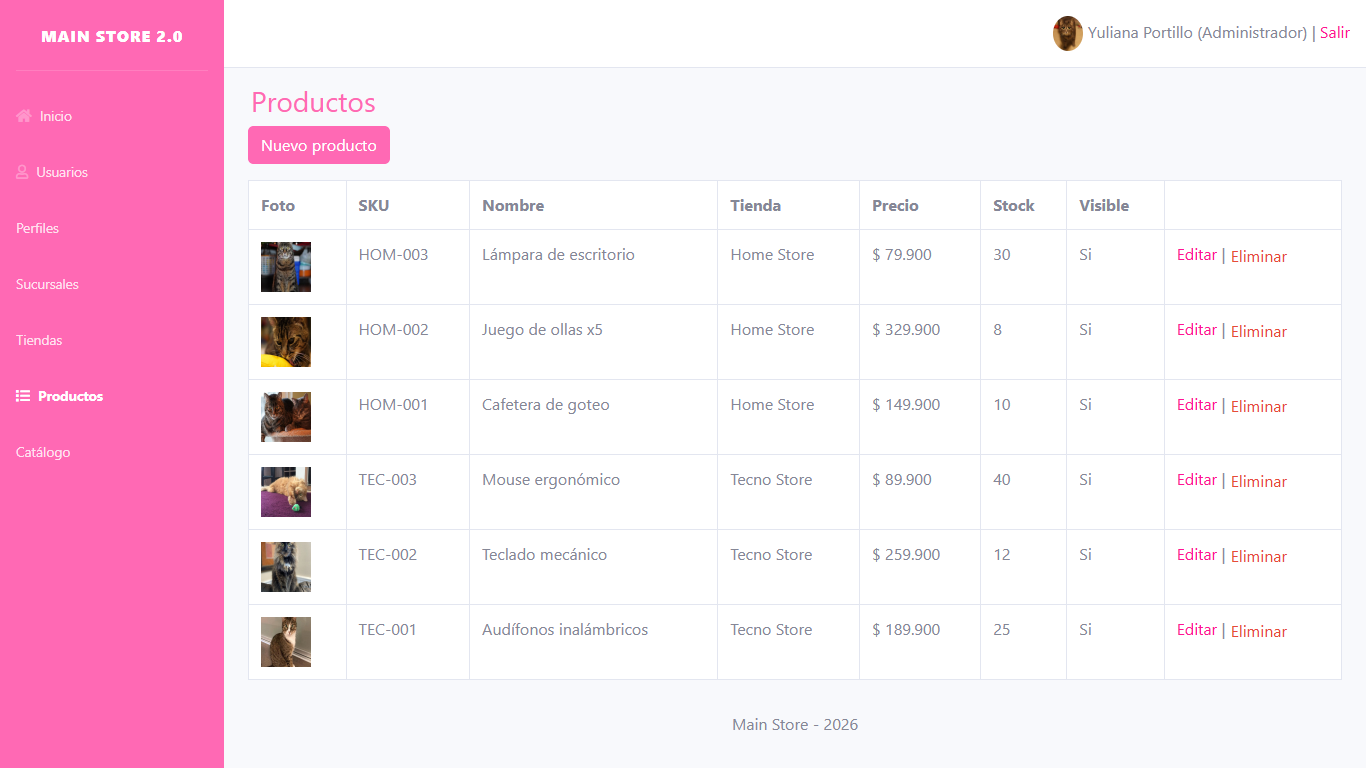 MAIN STORE 2.0
Yuliana Portillo (Administrador) | Salir
Inicio
Usuarios
Perfiles
Sucursales
Tiendas
Productos
Catálogo
Productos
Nuevo producto
Foto SKU Nombre Tienda Precio Stock Visible
HOM-003 Lámpara de escritorio Home Store $ 79.900 30 Si Editar | Eliminar
HOM-002 Juego de ollas x5 Home Store $ 329.900 8 Si Editar | Eliminar
HOM-001 Cafetera de goteo Home Store $ 149.900 10 Si Editar | Eliminar
TEC-003 Mouse ergonómico Tecno Store $ 89.900 40 Si Editar | Eliminar
TEC-002 Teclado mecánico Tecno Store $ 259.900 12 Si Editar | Eliminar
TEC-001 Audífonos inalámbricos Tecno Store $ 189.900 25 Si Editar | Eliminar
Main Store - 2026